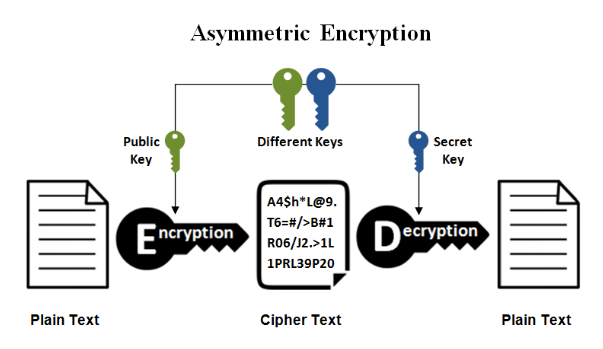 Asymmetric Encryption
Public
Key
Different Keys
Secret
Key
A4$h*L@9.
T6=#/>B#1
R06/J2.>1L
1PRL39P20
Encryption
Decryption
Plain Text
Cipher Text
Plain Text